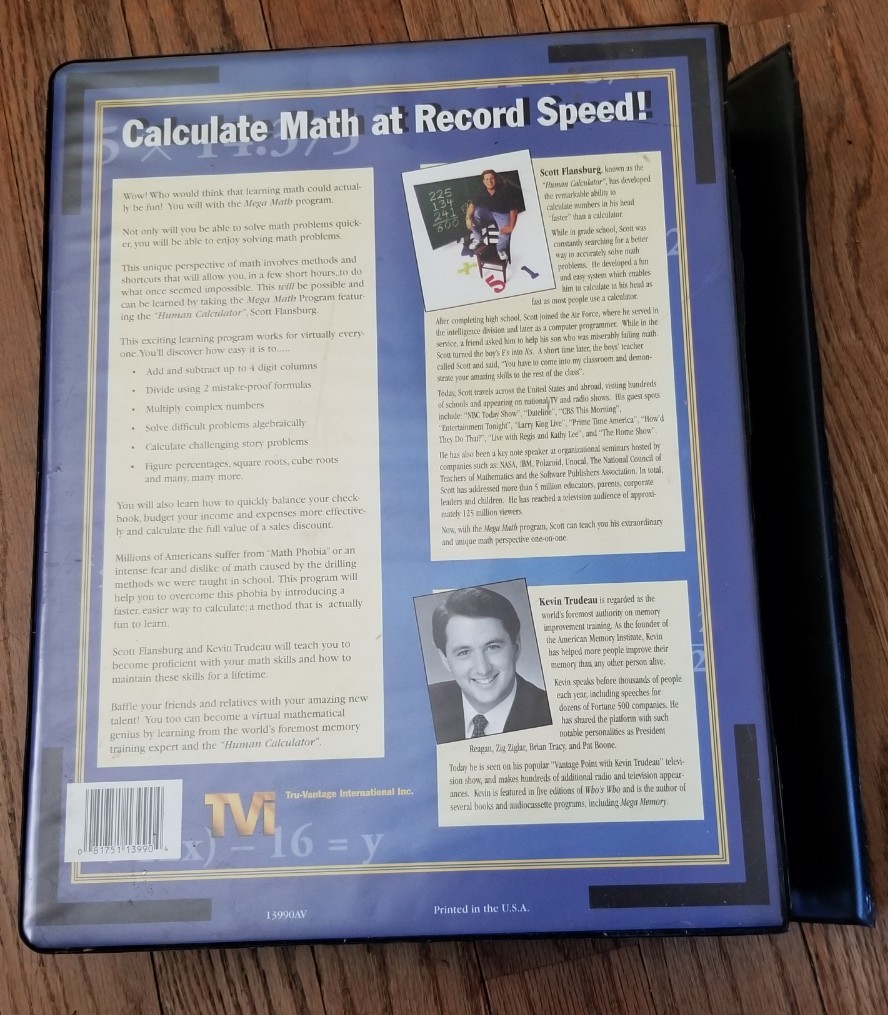 Calculate Math at Record Speed!
Wow! Who would think that learning math could actual-
ly be fun! You will with the Mega Math program.
Not only will you be able to solve math problems quick-
er, you will be able to enjoy solving math problems.
This unique perspective of math involves methods and
shortcuts that will allow you, in a few short hours, to do
what once seemed impossible. This will be possible and
can be learned by taking the Mega Math Program featur-
ing the "Human Calculator", Scott Flansburg.
This exciting learning program works for virtually every-
one. You'll discover how easy it is to.....
• Add and subtract up to 4 digit columns
• Divide using 2 mistake-proof formulas
• Multiply complex numbers
• Solve difficult problems algebraically
• Calculate challenging story problems
• Figure percentages, square roots, cube roots
and many, many more.
You will also learn how to quickly balance your check-
book, budget your income and expenses more effective-
ly and calculate the full value of a sales discount.
Millions of Americans suffer from "Math Phobia" or an
intense fear and dislike of math caused by the drilling
methods we were taught in school. This program will
help you to overcome this phobia by introducing a
faster, easier way to calculate; a method that is actually
fun to learn.
Scott Flansburg and Kevin Trudeau will teach you to
become proficient with your math skills and how to
maintain these skills for a lifetime.
Baffle your friends and relatives with your amazing new
talent! You too can become a virtual mathematical
genius by learning from the world's foremost memory
training expert and the "Human Calculator".
225
134
241
600
5 1
Scott Flansburg, known as the
"Human Calculator", has developed
the remarkable ability to
calculate numbers in his head
"faster" than a calculator.
While in grade school, Scott was
constantly searching for a better
way to accurately solve math
problems. He developed a fun
and easy system which enables
him to calculate in his head as
fast as most people use a calculator.
After completing high school, Scott joined the Air Force, where he served in
the intelligence division and later as a computer programmer. While in the
service, a friend asked him to help his son who was miserably failing math.
Scott turned the boy's F's into A's. A short time later, the boys' teacher
called Scott and said, "You have to come into my classroom and demon-
strate your amazing skills to the rest of the class".
Today, Scott travels across the United States and abroad, visiting hundreds
of schools and appearing on national TV and radio shows. His guest spots
include: "NBC Today Show", "Dateline", "CBS This Morning",
"Entertainment Tonight", "Larry King Live", "Prime Time America", "How'd
They Do That?", "Live with Regis and Kathy Lee", and "The Home Show".
He has also been a key note speaker at organizational seminars hosted by
companies such as: NASA, IBM, Polaroid, Unocal, The National Council of
Teachers of Mathematics and the Software Publishers Association. In total,
Scott has addressed more than 5 million educators, parents, corporate
leaders and children. He has reached a television audience of approxi-
mately 125 million viewers.
Now, with the Mega Math program, Scott can teach you his extraordinary
and unique math perspective one-on-one.
Kevin Trudeau is regarded as the
world's foremost authority on memory
improvement training. As the founder of
the American Memory Institute, Kevin
has helped more people improve their
memory than any other person alive.
Kevin speaks before thousands of people
each year, including speeches for
dozens of Fortune 500 companies. He
has shared the platform with such
notable personalities as President
Reagan, Zig Ziglar, Brian Tracy, and Pat Boone.
Today he is seen on his popular "Vantage Point with Kevin Trudeau" televi-
sion show, and makes hundreds of additional radio and television appear-
ances. Kevin is featured in five editions of Who's Who and is the author of
several books and audiocassette programs, including Mega Memory.
TVi
Tru-Vantage International Inc.
0 81751 13990 4
x) - 16 = y
13990AV
Printed in the U.S.A.